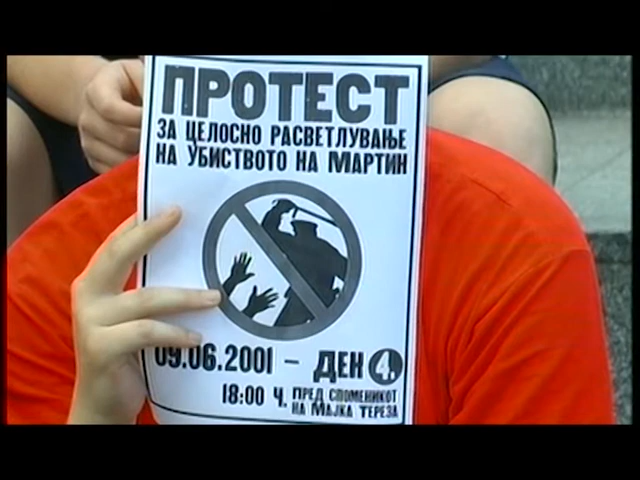 ПРОТЕСТ
ЗА ЦЕЛОСНО РАСВЕТЛУВАЊЕ
НА УБИСТВОТО НА МАРТИН
09.06.2001 – ДЕН 4
18:00 Ч. ПРЕД СПОМЕНИКОТ
НА МАЈКА ТЕРЕЗА